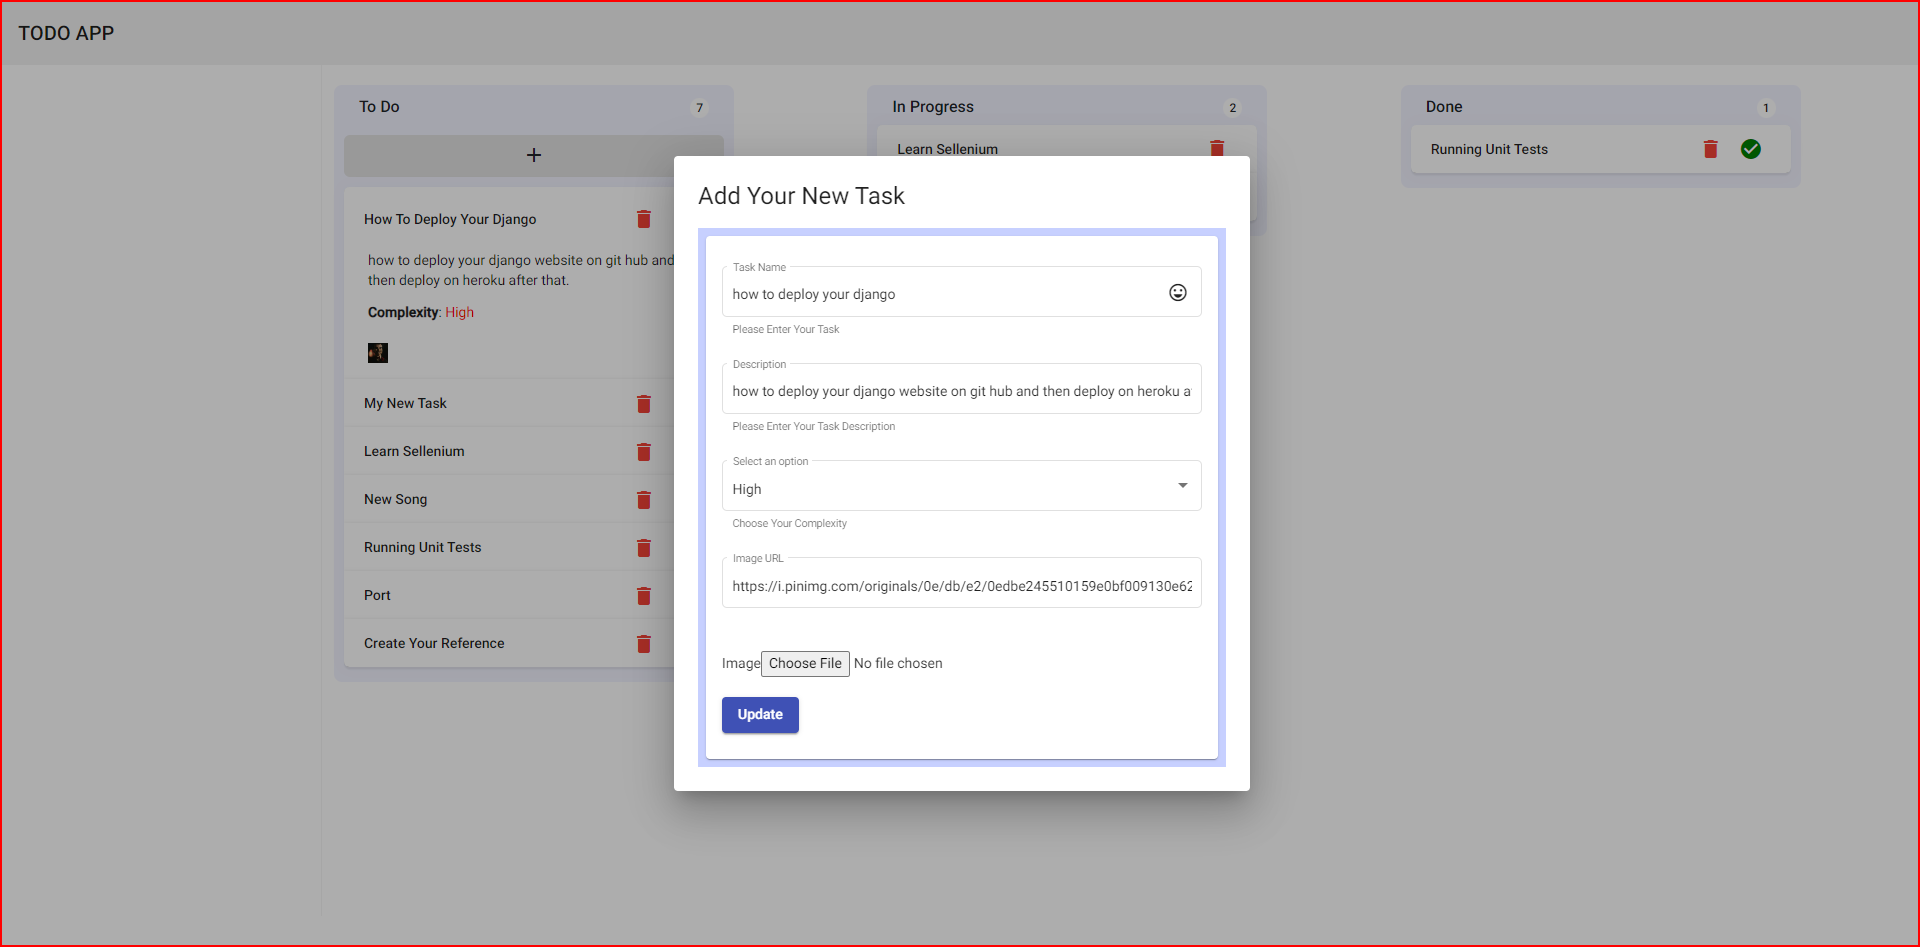 TODO APP
To Do
7
+
How To Deploy Your Django
how to deploy your django website on git hub and
then deploy on heroku after that.
Complexity: High
My New Task
Learn Sellenium
New Song
Running Unit Tests
Port
Create Your Reference
In Progress
2
Learn Sellenium
Done
1
Running Unit Tests
Add Your New Task
Task Name
how to deploy your django
Please Enter Your Task
Description
how to deploy your django website on git hub and then deploy on heroku a
Please Enter Your Task Description
Select an option
High
Choose Your Complexity
Image URL
https://i.pinimg.com/originals/0e/db/e2/0edbe245510159e0bf009130e62
Image Choose File No file chosen
Update